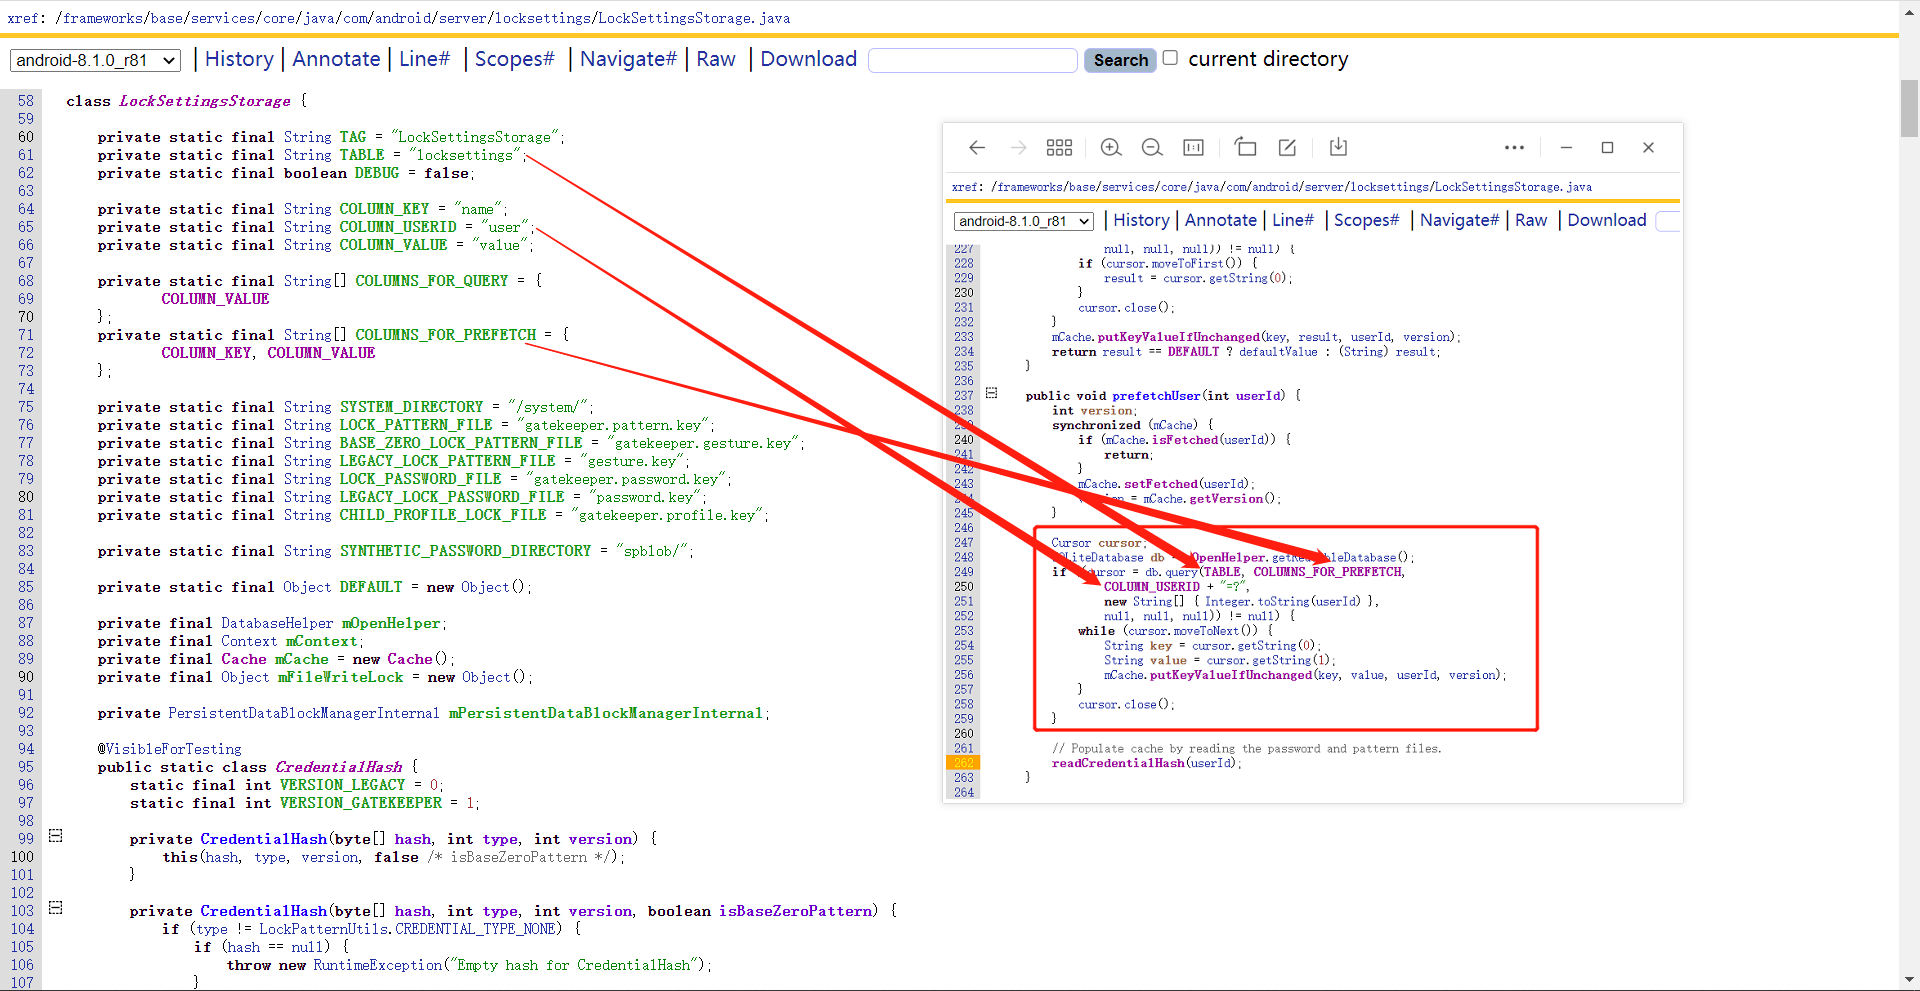 xref: /frameworks/base/services/core/java/com/android/server/locksettings/LockSettingsStorage.java
android-8.1.0_r81 | History | Annotate | Line# | Scopes# | Navigate# | Raw | Download Search current directory
58 class LockSettingsStorage {
59
60 private static final String TAG = "LockSettingsStorage";
61 private static final String TABLE = "locksettings";
62 private static final boolean DEBUG = false;
63
64 private static final String COLUMN_KEY = "name";
65 private static final String COLUMN_USERID = "user";
66 private static final String COLUMN_VALUE = "value";
67
68 private static final String[] COLUMNS_FOR_QUERY = {
69 COLUMN_VALUE
70 };
71 private static final String[] COLUMNS_FOR_PREFETCH = {
72 COLUMN_KEY, COLUMN_VALUE
73 };
74
75 private static final String SYSTEM_DIRECTORY = "/system/";
76 private static final String LOCK_PATTERN_FILE = "gatekeeper.pattern.key";
77 private static final String BASE_ZERO_LOCK_PATTERN_FILE = "gatekeeper.gesture.key";
78 private static final String LEGACY_LOCK_PATTERN_FILE = "gesture.key";
79 private static final String LOCK_PASSWORD_FILE = "gatekeeper.password.key";
80 private static final String LEGACY_LOCK_PASSWORD_FILE = "password.key";
81 private static final String CHILD_PROFILE_LOCK_FILE = "gatekeeper.profile.key";
82
83 private static final String SYNTHETIC_PASSWORD_DIRECTORY = "spblob/";
84
85 private static final Object DEFAULT = new Object();
86
87 private final DatabaseHelper mOpenHelper;
88 private final Context mContext;
89 private final Cache mCache = new Cache();
90 private final Object mFileWriteLock = new Object();
91
92 private PersistentDataBlockManagerInternal mPersistentDataBlockManagerInternal;
93
94 @VisibleForTesting
95 public static class CredentialHash {
96 static final int VERSION_LEGACY = 0;
97 static final int VERSION_GATEKEEPER = 1;
98
99 private CredentialHash(byte[] hash, int type, int version) {
100 this(hash, type, version, false /* isBaseZeroPattern */);
101 }
102
103 private CredentialHash(byte[] hash, int type, int version, boolean isBaseZeroPattern) {
104 if (type != LockPatternUtils.CREDENTIAL_TYPE_NONE) {
105 if (hash == null) {
106 throw new RuntimeException("Empty hash for CredentialHash");
107 }
xref: /frameworks/base/services/core/java/com/android/server/locksettings/LockSettingsStorage.java
android-8.1.0_r81 | History | Annotate | Line# | Scopes# | Navigate# | Raw | Download
227 null, null, null)) != null) {
228 if (cursor.moveToFirst()) {
229 result = cursor.getString(0);
230 }
231 cursor.close();
232 }
233 mCache.putKeyValueIfUnchanged(key, result, userId, version);
234 return result == DEFAULT ? defaultValue : (String) result;
235 }
236
237 public void prefetchUser(int userId) {
238 int version;
synchronized (mCache) {
240 if (mCache.isFetched(userId)) {
241 return;
242 }
243 mCache.setFetched(userId);
= mCache.getVersion();
245 }
246
247 Cursor cursor;
248 db OpenHelper.
249 if cursor = db.query(TABLE, COLUMNS_FOR_PREFETCH,
250 COLUMN_USERID + "=?",
251 new String[] { Integer.toString(userId) },
252 null, null, null)) != null) {
253 while (cursor.moveToNext()) {
254 String key = cursor.getString(0);
255 String value = cursor.getString(1);
256 mCache.putKeyValueIfUnchanged(key, value, userId, version);
257 }
258 cursor.close();
259 }
260
261 // Populate cache by reading the password and pattern files.
262 readCredentialHash(userId);
263 }
264